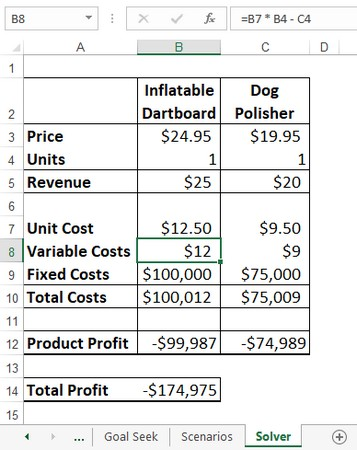 B8 fx =B7 * B4 - C4
A B C D
1
Inflatable Dog
2 Dartboard Polisher
3 Price $24.95 $19.95
4 Units 1 1
5 Revenue $25 $20
6
7 Unit Cost $12.50 $9.50
8 Variable Costs $12 $9
9 Fixed Costs $100,000 $75,000
10 Total Costs $100,012 $75,009
11
12 Product Profit -$99,987 -$74,989
13
14 Total Profit -$174,975
15
... Goal Seek Scenarios Solver